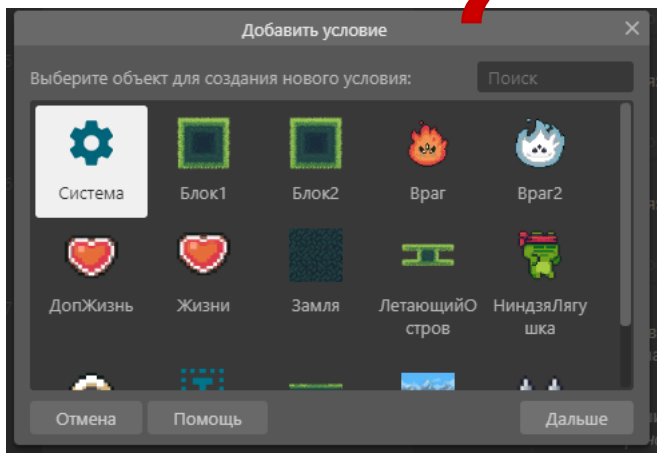 Добавить условие
Выберите объект для создания нового условия:
Поиск
Система
Блок1
Блок2
Враг
Враг2
ДопЖизнь
Жизни
Замля
ЛетающийО
стров
НиндзяЛягу
шка
Отмена
Помощь
Дальше